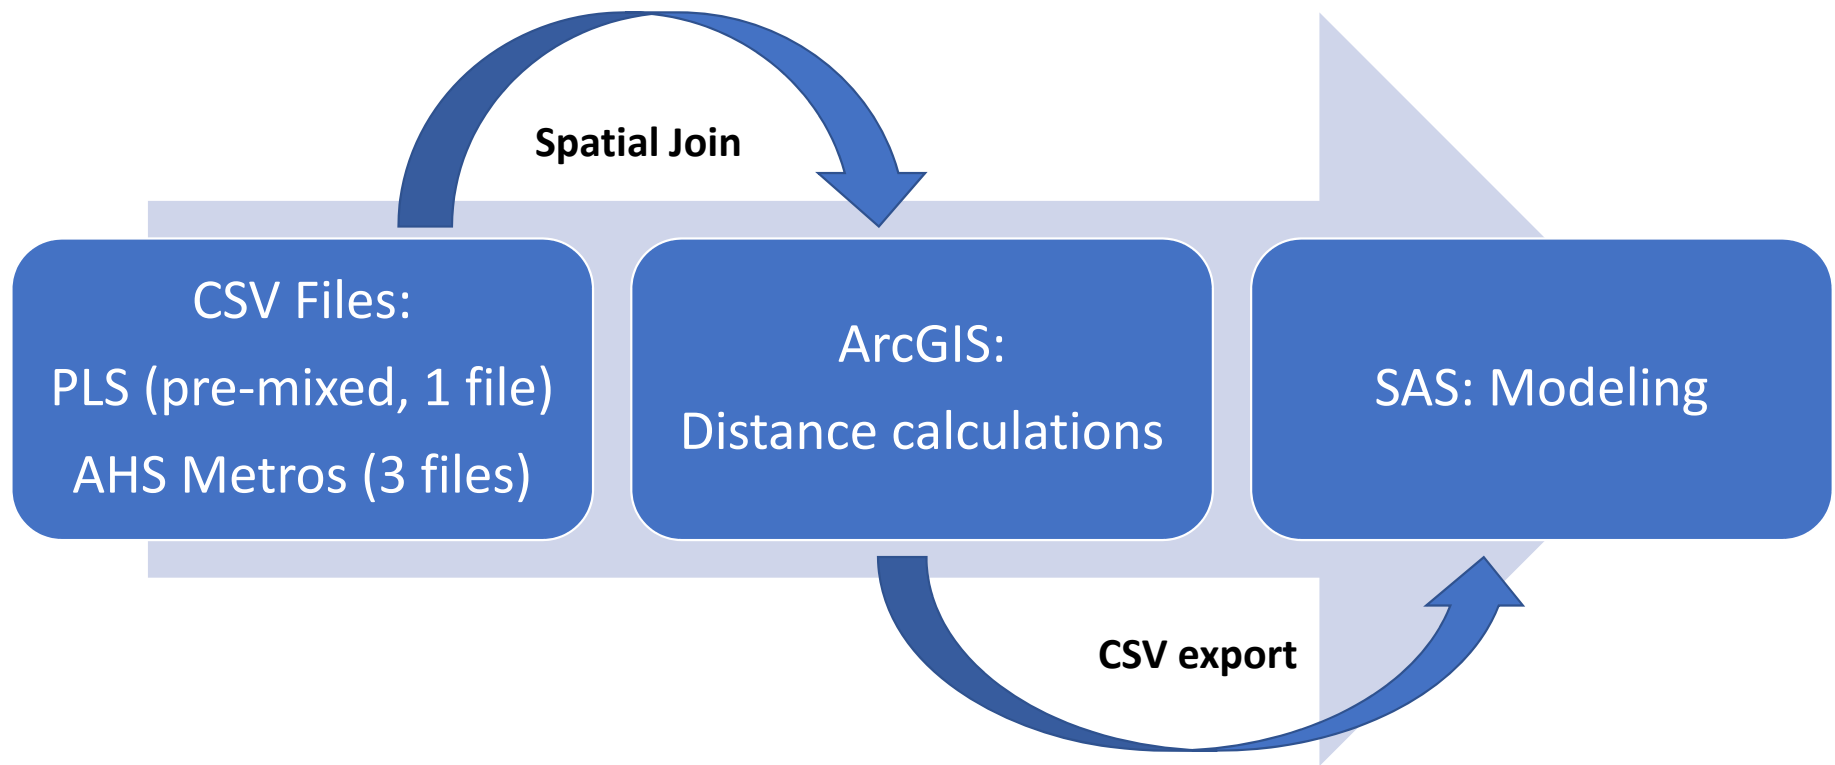 Spatial Join
CSV Files:
PLS (pre-mixed, 1 file)
AHS Metros (3 files)
ArcGIS:
Distance calculations
SAS: Modeling
CSV export